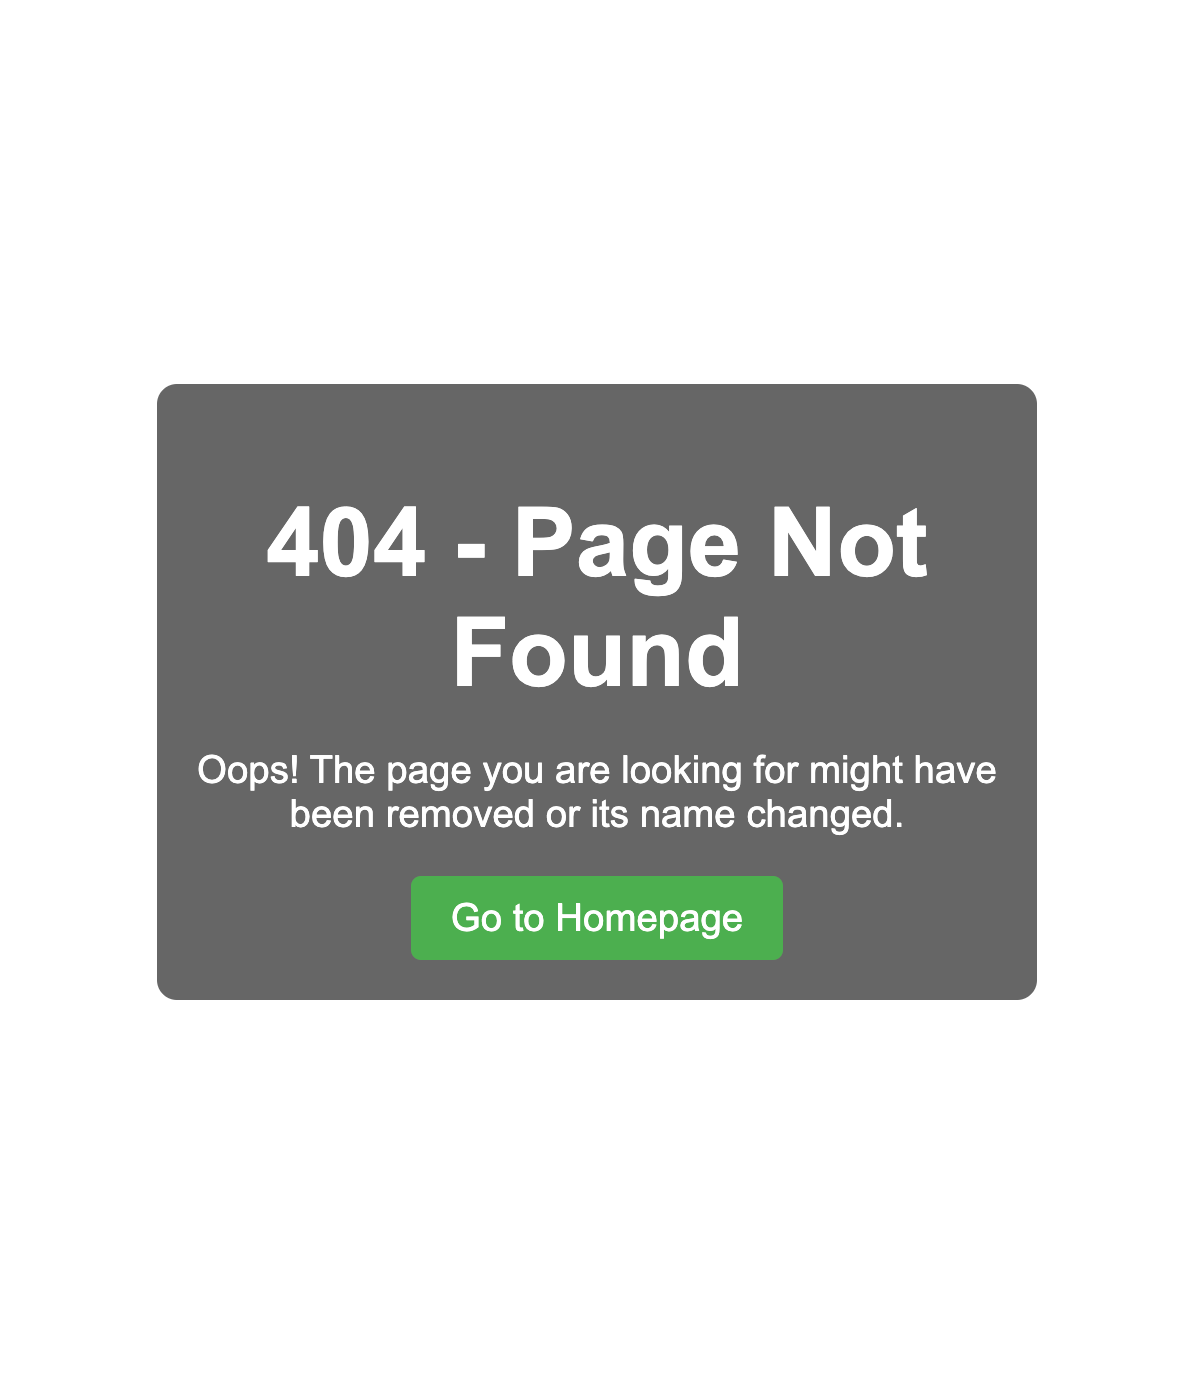 404 - Page Not
Found
Oops! The page you are looking for might have
been removed or its name changed.
Go to Homepage